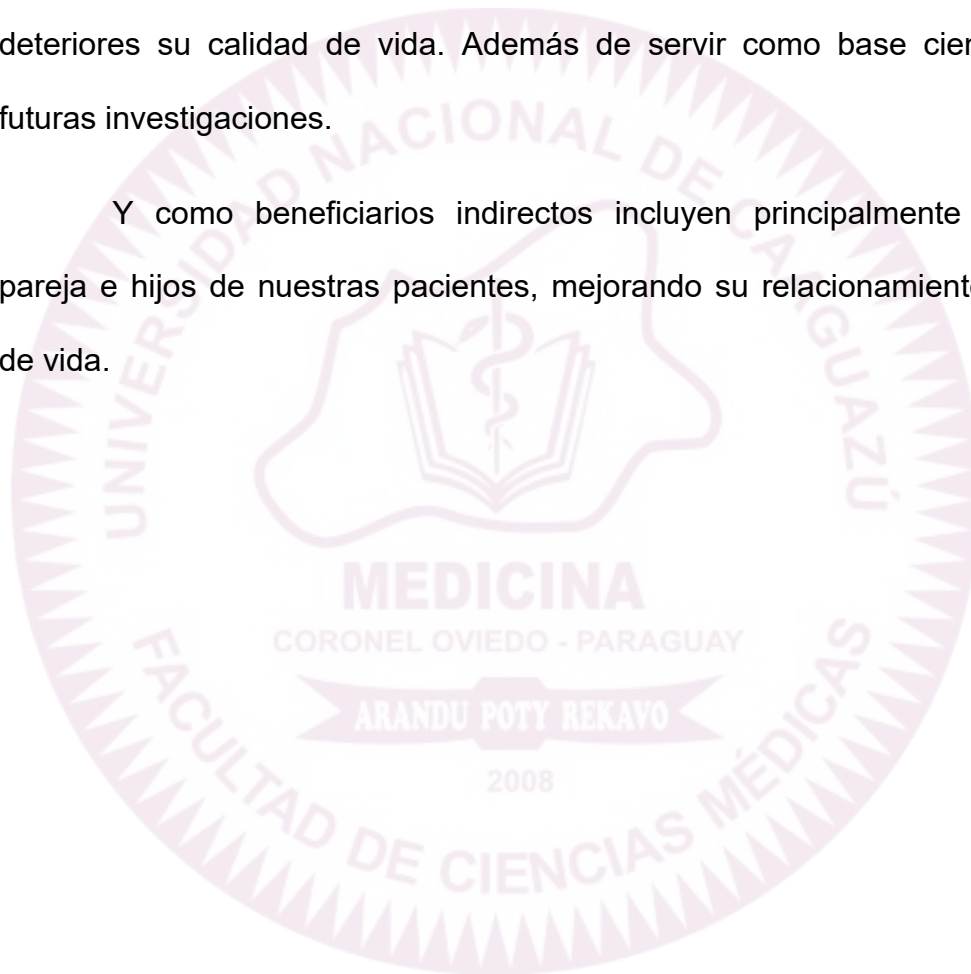 deteriores su calidad de vida. Además de servir como base
futuras investigaciones.
Y como beneficiarios indirectos incluyen principalmente
pareja e hijos de nuestras pacientes, mejorando su
de vida.
UNIVERSIDAD NACIONAL DE CAAGUAZÚ
MEDICINA
CORONEL OVIEDO - PARAGUAY
ARANDU POTY REKAVO
2008
FACULTAD DE CIENCIAS MÉDICAS